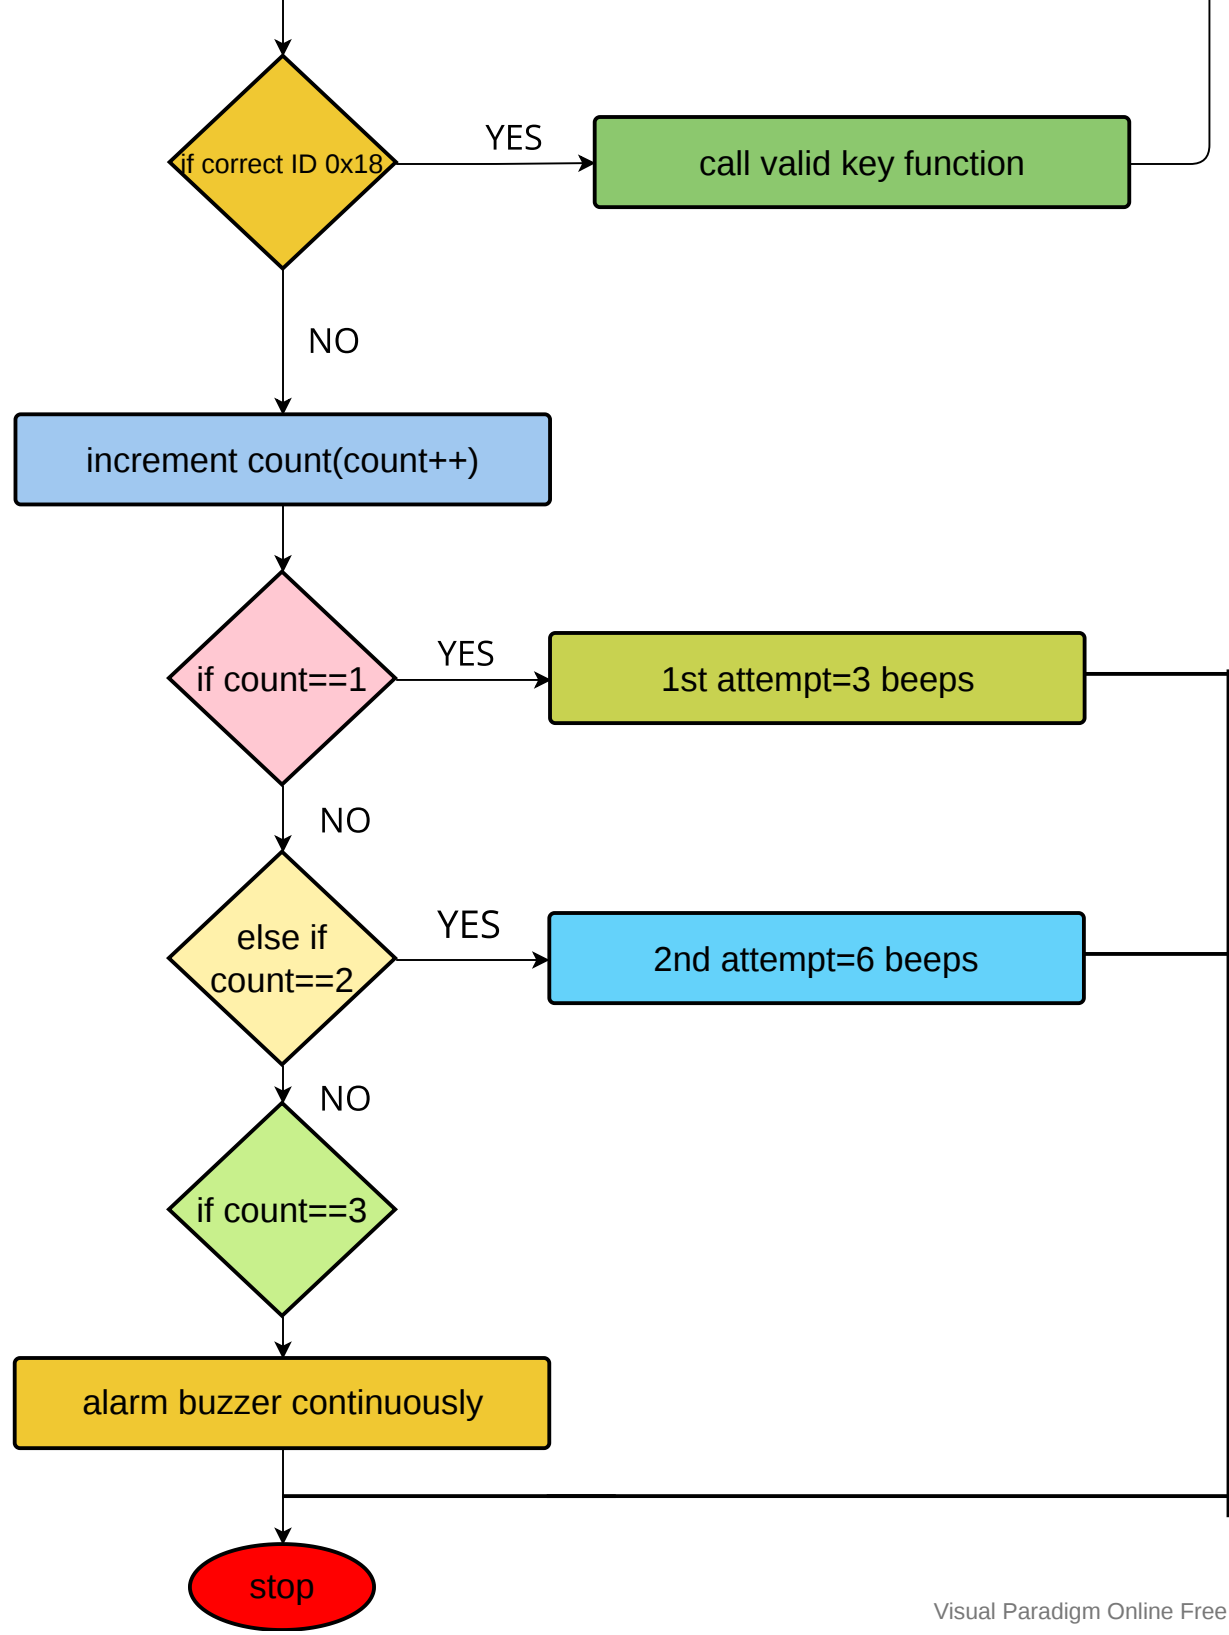 if correct ID 0x18
YES
call valid key function
NO
increment count(count++)
if count==1
YES
1st attempt=3 beeps
NO
else if
count==2
YES
2nd attempt=6 beeps
NO
if count==3
alarm buzzer continuously
stop
Visual Paradigm Online Free